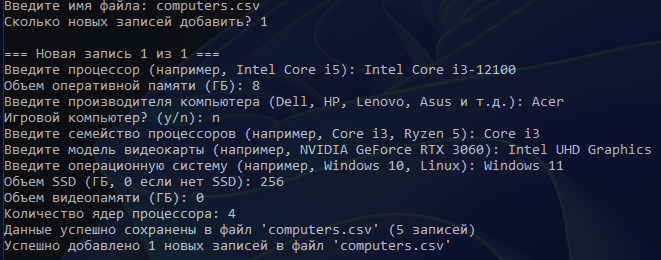 Введите имя файла: computers.csv
Сколько новых записей добавить? 1
=== Новая запись 1 из 1 ===
Введите процессор (например, Intel Core i5): Intel Core i3-12100
Объем оперативной памяти (ГБ): 8
Введите производителя компьютера (Dell, HP, Lenovo, Asus и т.д.): Acer
Игровой компьютер? (y/n): n
Введите семейство процессоров (например, Core i3, Ryzen 5): Core i3
Введите модель видеокарты (например, NVIDIA GeForce RTX 3060): Intel UHD Graphics
Введите операционную систему (например, Windows 10, Linux): Windows 11
Объем SSD (ГБ, 0 если нет SSD): 256
Объем видеопамяти (ГБ): 0
Количество ядер процессора: 4
Данные успешно сохранены в файл 'computers.csv' (5 записей)
Успешно добавлено 1 новых записей в файл 'computers.csv'